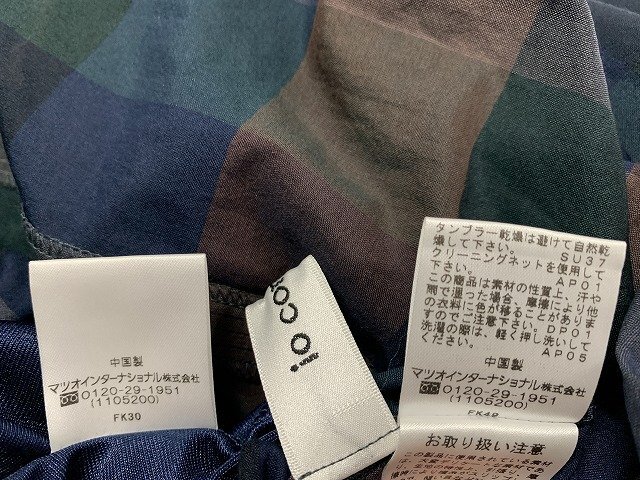 中国製
マツオインターナショナル株式会社
0120-29-1951
(1105200)
FK30
タンブラー乾燥は避けて自然乾
燥して下さい。 SU37
クリーニングネットを使用して
下さい。 AP01
この商品は素材の性質上、汗や
雨で湿った場合、摩擦により他
の衣料に色が移ることがありま
すのでご注意下さい。DP01
洗濯の際は、軽く押し洗いして
ください。 AP05
中国製
マツオインターナショナル株式会社
0120-29-1951
(1105200)
FK49
お取り扱い注意